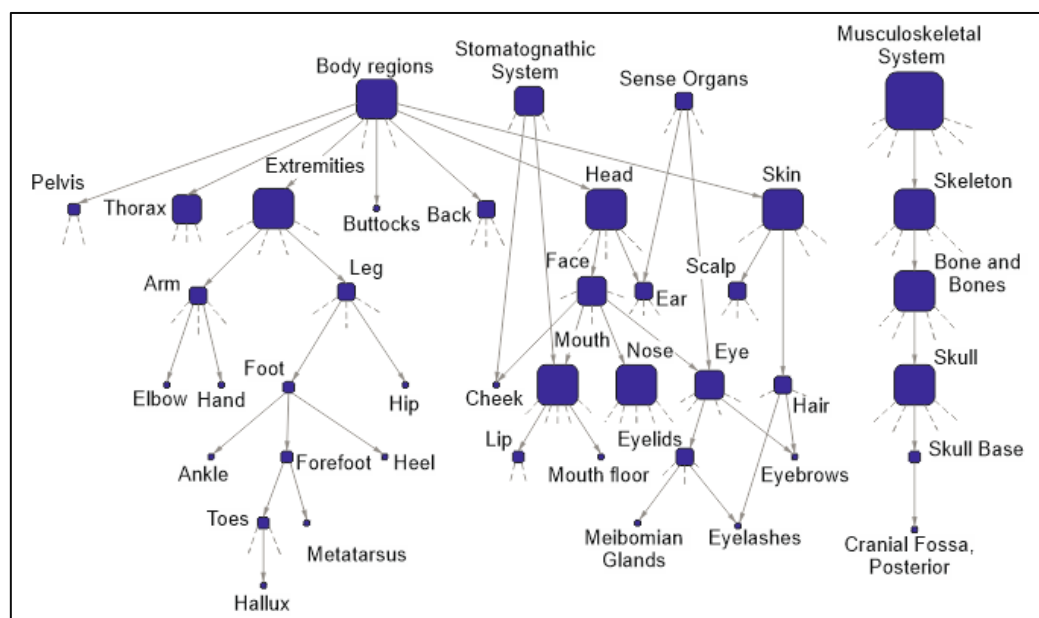 Musculoskeletal
System
Stomatognathic
System
Body regions
Sense Organs
Extremities
Head
Skin
Pelvis
Thorax
Buttocks
Back
Skeleton
Face
Scalp
Leg
Arm
Ear
Bone and
Bones
Mouth
Nose
Eye
Skull
Foot
Elbow
Hand
Hip
Cheek
Hair
Lip
Eyelids
Skull Base
Ankle
Forefoot
Heel
Mouth floor
Eyebrows
Toes
Metatarsus
Meibomian
Glands
Eyelashes
Cranial Fossa,
Posterior
Hallux